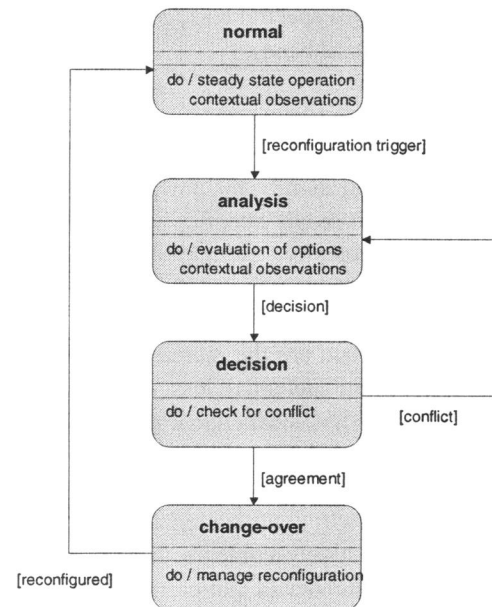 normal
do / steady state operation
contextual observations
[reconfiguration trigger]
analysis
do / evaluation of options
contextual observations
[decision]
decision
do / check for conflict
[conflict]
[agreement]
change-over
do / manage reconfiguration
[reconfigured]